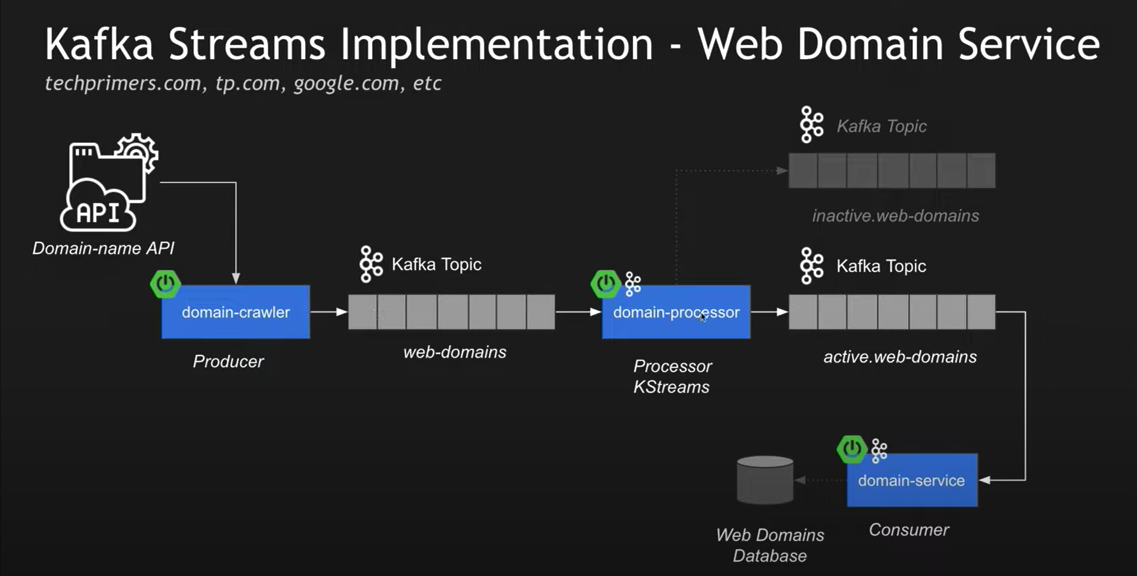 Kafka Streams Implementation - Web Domain Service
techprimers.com, tp.com, google.com, etc
Kafka Topic
inactive.web-domains
API
Domain-name API
domain-crawler
Producer
Kafka Topic
web-domains
domain-processor
Processor
KStreams
Kafka Topic
active.web-domains
domain-service
Consumer
Web Domains
Database